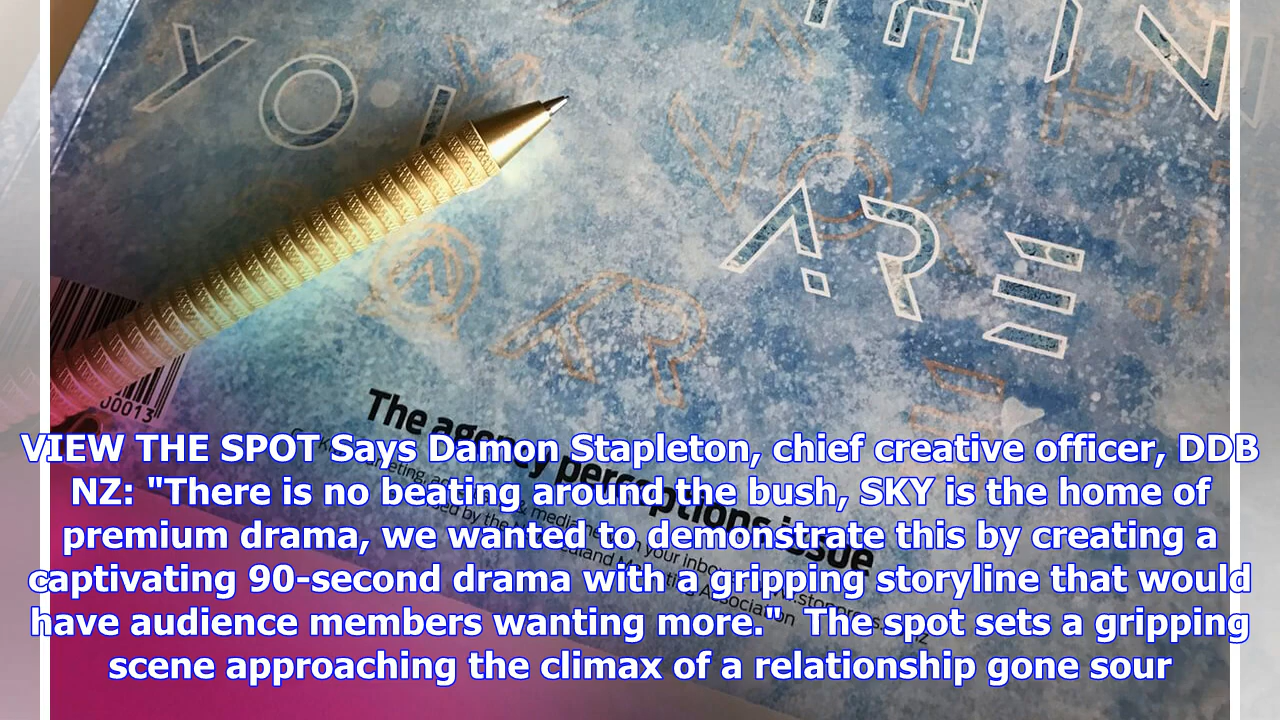 YOU
THIN
ARE
00013
The agency perceptions issue
VIEW THE SPOT Says Damon Stapleton, chief creative officer, DDB
NZ: "There is no beating around the bush, SKY is the home of
premium drama, we wanted to demonstrate this by creating a
captivating 90-second drama with a gripping storyline that would
have audience members wanting more."  The spot sets a gripping
scene approaching the climax of a relationship gone sour